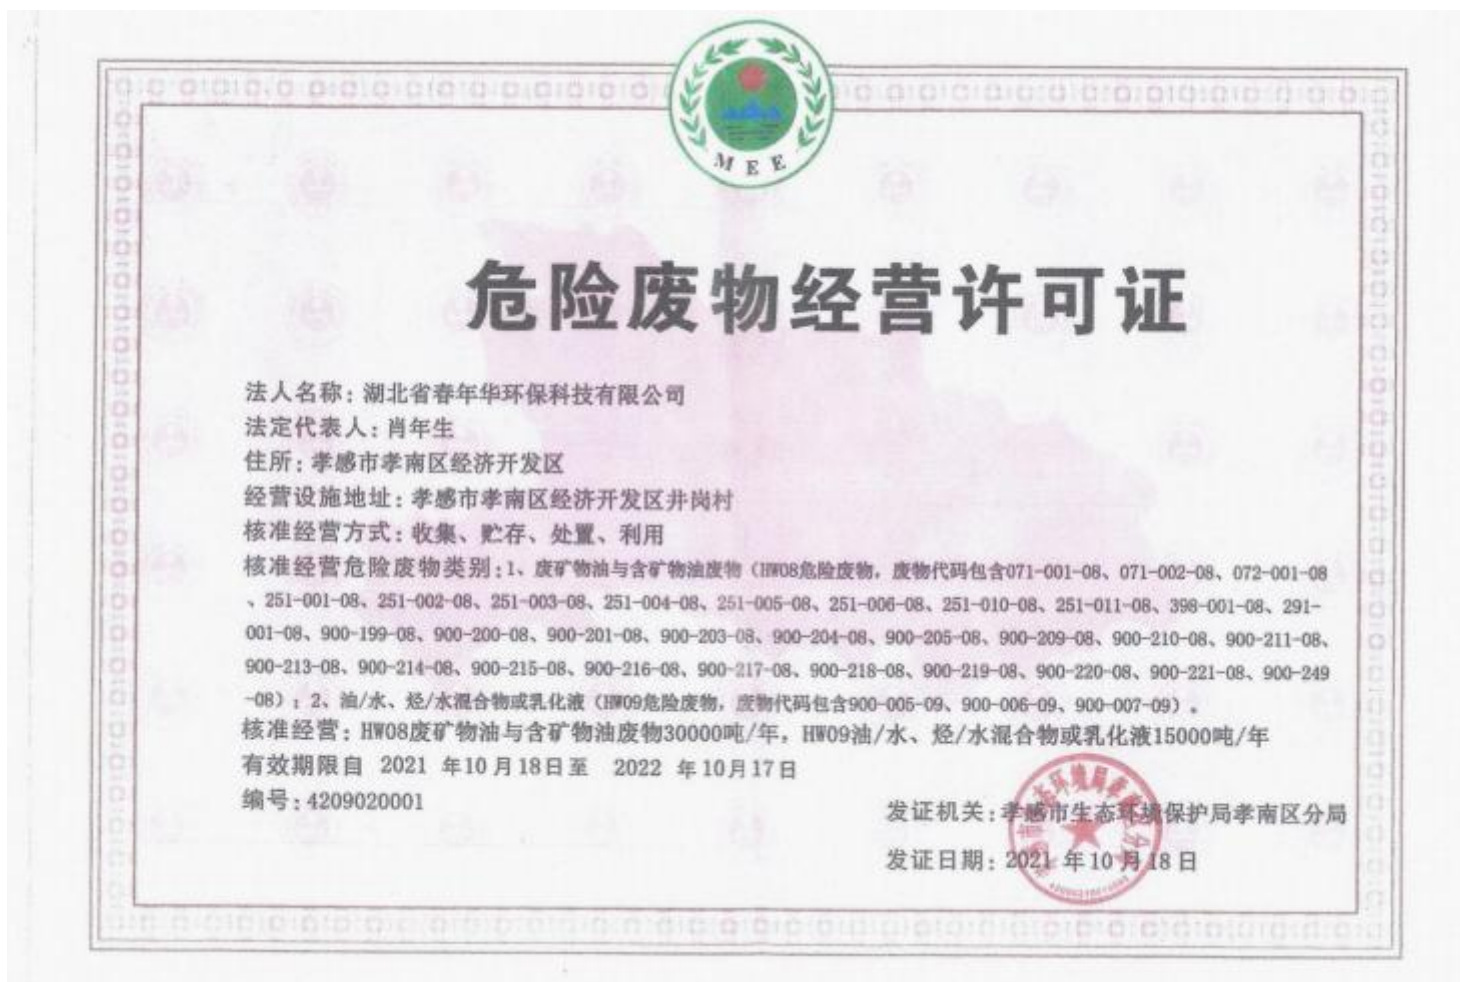 MEE
危险废物经营许可证
法人名称：湖北省春年华环保科技有限公司
法定代表人：肖年生
住所：孝感市孝南区经济开发区
经营设施地址：孝感市孝南区经济开发区井岗村
核准经营方式：收集、贮存、处置、利用
核准经营危险废物类别：1、废矿物油与含矿物油废物（HW08危险废物，废物代码包含071-001-08、071-002-08、072-001-08
、251-001-08、251-002-08、251-003-08、251-004-08、251-005-08、251-006-08、251-010-08、251-011-08、398-001-08、291-
001-08、900-199-08、900-200-08、900-201-08、900-203-08、900-204-08、900-205-08、900-209-08、900-210-08、900-211-08、
900-213-08、900-214-08、900-215-08、900-216-08、900-217-08、900-218-08、900-219-08、900-220-08、900-221-08、900-249
-08）；2、油/水、烃/水混合物或乳化液（HW09危险废物，废物代码包含900-005-09、900-006-09、900-007-09）。
核准经营：HW08废矿物油与含矿物油废物30000吨/年，HW09油/水、烃/水混合物或乳化液15000吨/年
有效期限自 2021 年10月18日至 2022 年10月17日
编号：4209020001
发证机关：孝感市生态环境保护局孝南区分局
发证日期：2021 年10月18日